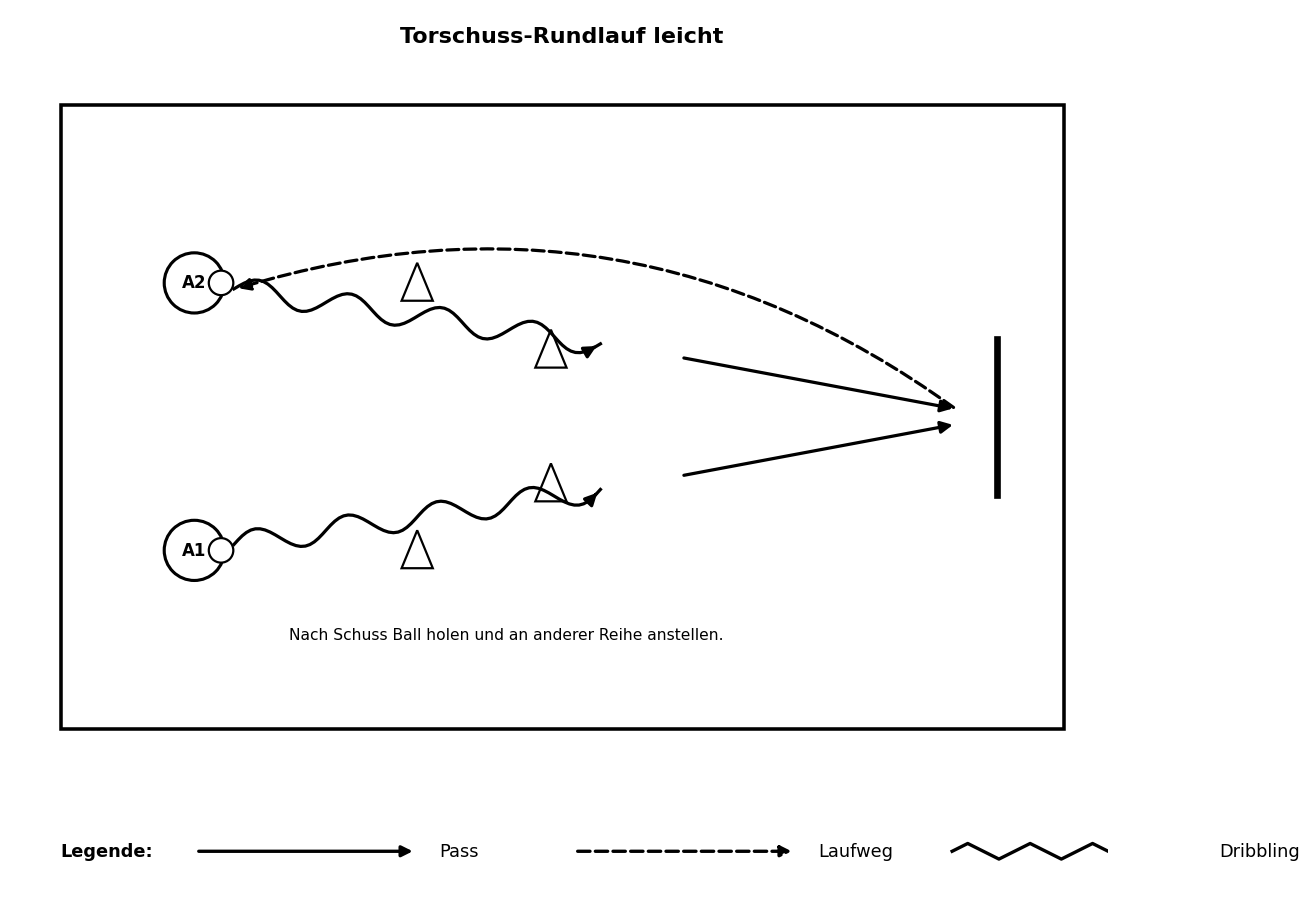 Torschuss-Rundlauf leicht
A2
A1
Nach Schuss Ball holen und an anderer Reihe anstellen.
Legende: Pass Laufweg Dribbling